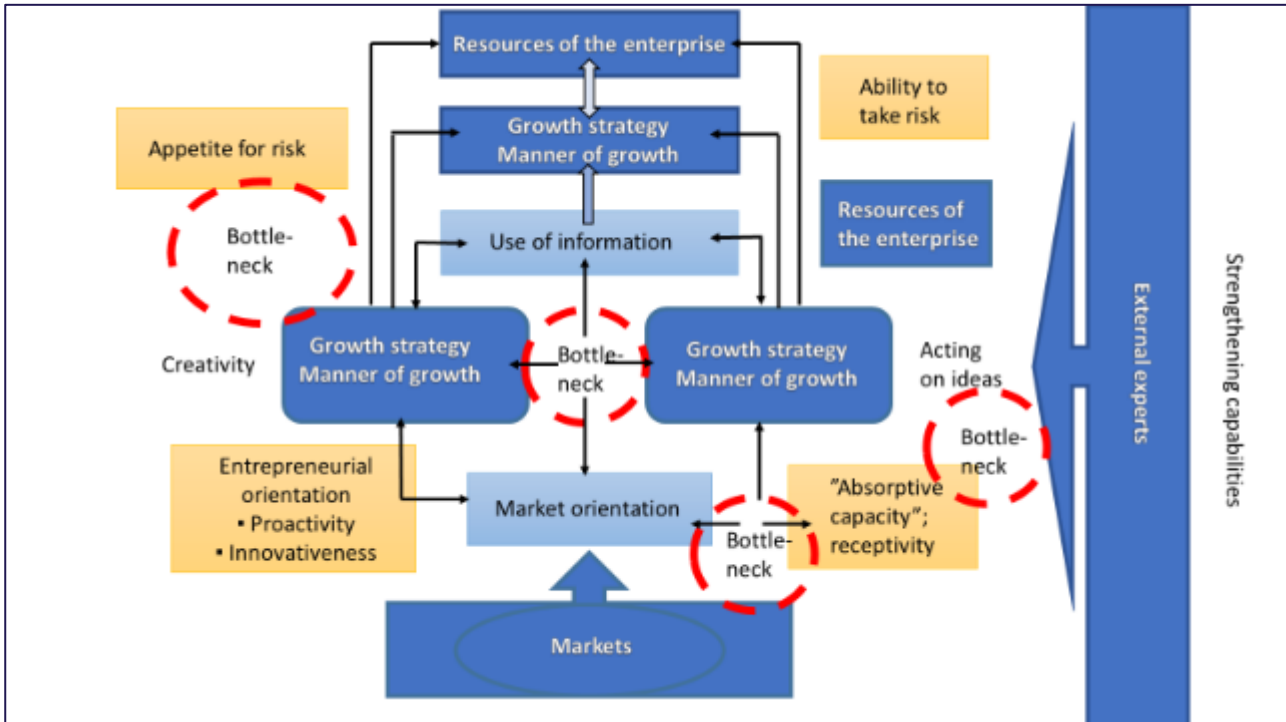 Resources of the enterprise
Ability to
take risk
Appetite for risk
Growth strategy
Manner of growth
Resources of
the enterprise
Bottle-
neck
Use of information
Creativity
Growth strategy
Manner of growth
Bottle-
neck
Growth strategy
Manner of growth
Acting
on ideas
Bottle-
neck
Entrepreneurial
orientation
▪ Proactivity
▪ Innovativeness
Market orientation
Bottle-
neck
”Absorptive
capacity”;
receptivity
Markets
External experts
Strengthening capabilities